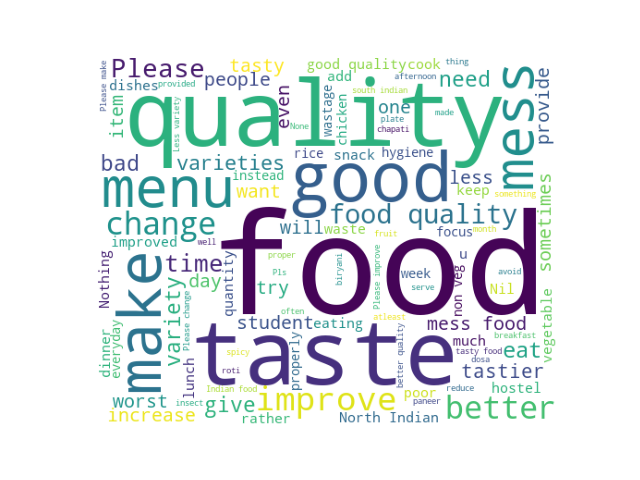 Please make
Please
tasty
good quality
cook
thing
dishes
provided
people
add
afternoon
need
mess
provide
item
Less variety
quality
even
wastage
chicken
south indian
None
plate
one
chapati
made
bad
varieties
rice
snack
hygiene
good
less
instead
menu
want
keep
something
sometimes
change
will
waste
food quality
improved
well
fruit
focus
month
food
Nothing
make
time
day
proper
quantity
try
Pls
biryani
Please improve
week
serve
u
non veg
Nil
avoid
vegetable
variety
Please change
often
student
eating
atleast
mess food
breakfast
dinner
everyday
lunch
taste
properly
better quality
much
tasty food
dosa
eat
spicy
roti
tastier
worst
Indian food
insect
improve
poor
paneer
reduce
hostel
increase
give
rather
North Indian
better